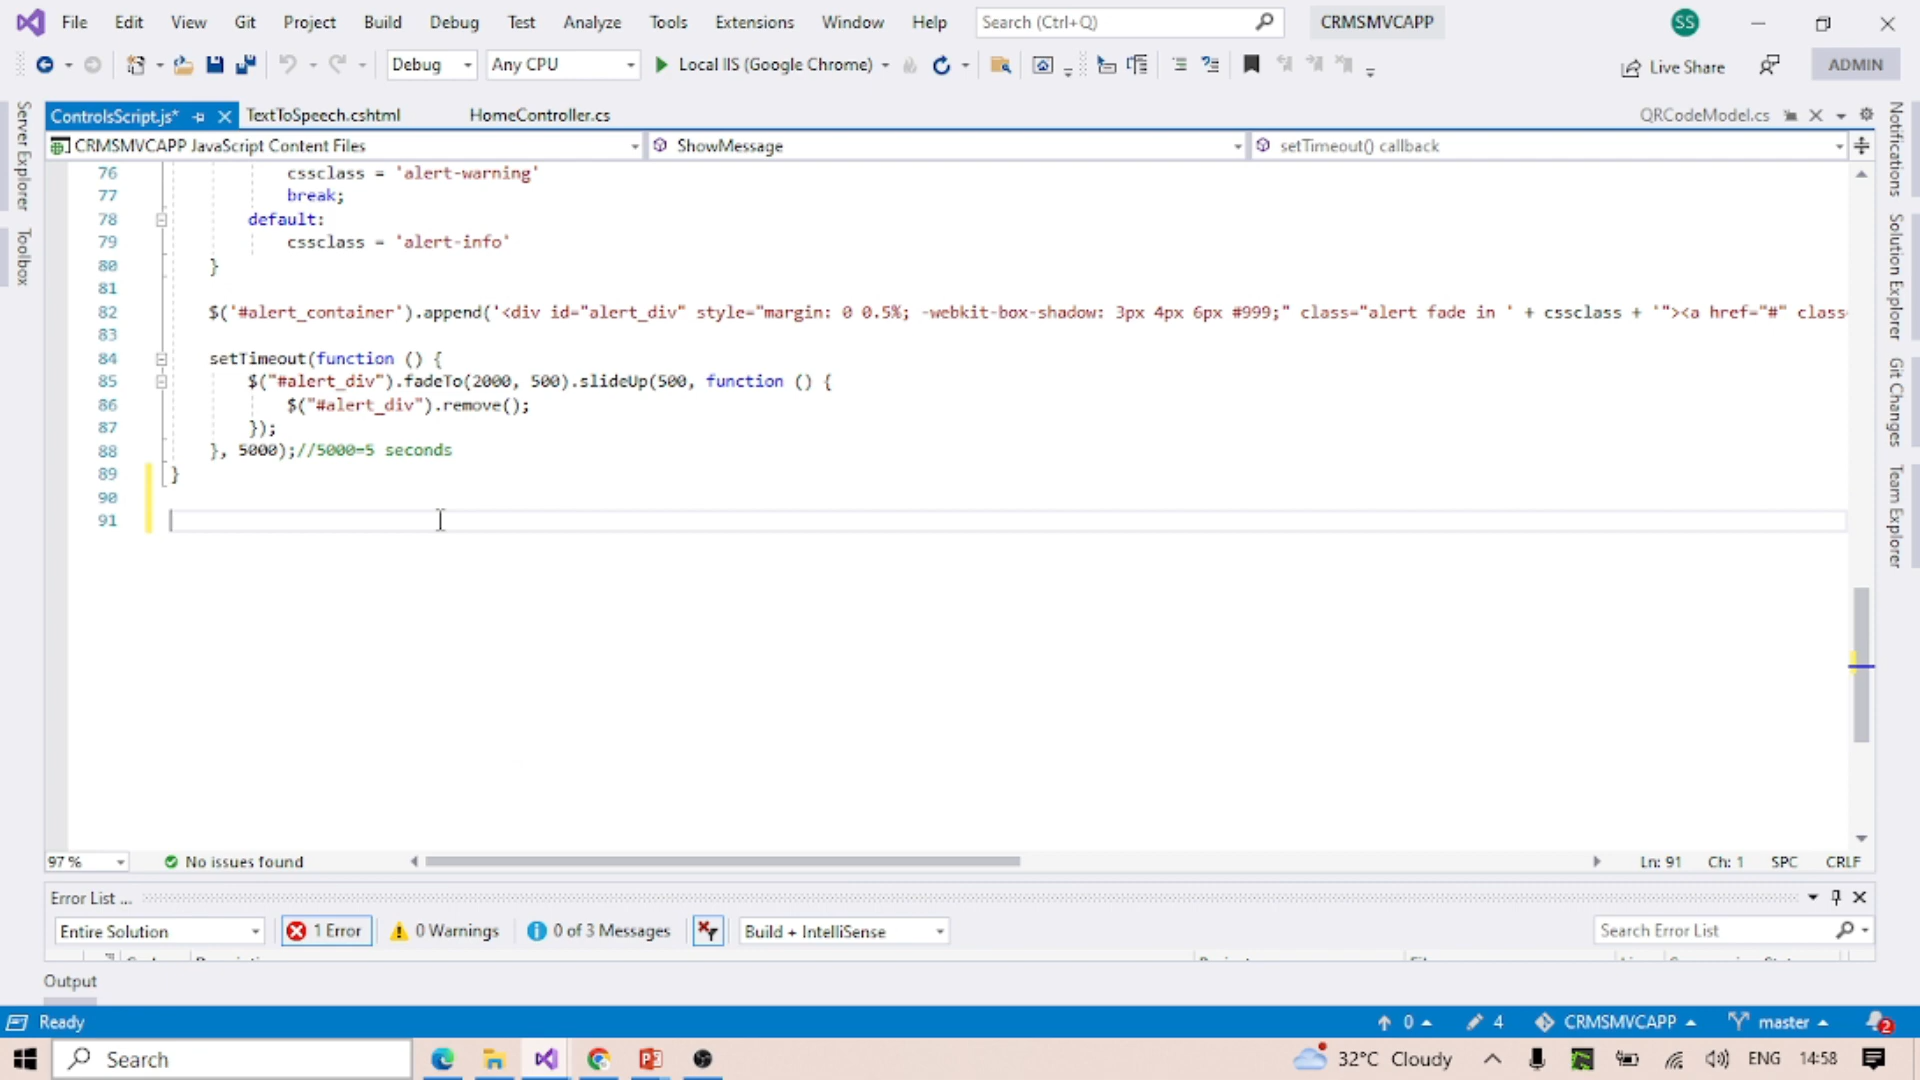 File Edit View Git Project Build Debug Test Analyze Tools Extensions Window Help Search (Ctrl+Q) CRMSMVCAPP SS
Debug Any CPU Local IIS (Google Chrome) Live Share ADMIN
ControlsScript.js* TextToSpeech.cshtml HomeController.cs QRCodeModel.cs
CRMSMVCAPP JavaScript Content Files ShowMessage setTimeout() callback
Server Explorer
Toolbox
Notifications
Solution Explorer
Git Changes
Team Explorer
76 cssclass = 'alert-warning'
77 break;
78 default:
79 cssclass = 'alert-info'
80 }
81
82 $('#alert_container').append('<div id="alert_div" style="margin: 0 0.5%; -webkit-box-shadow: 3px 4px 6px #999;" class="alert fade in ' + cssclass + '"><a href="#" class
83
84 setTimeout(function () {
85 $("#alert_div").fadeTo(2000, 500).slideUp(500, function () {
86 $("#alert_div").remove();
87 });
88 }, 5000);//5000=5 seconds
89 }
90
91
97 % No issues found Ln: 91 Ch: 1 SPC CRLF
Error List ...
Entire Solution 1 Error 0 Warnings 0 of 3 Messages Build + IntelliSense Search Error List
Output
Ready 0 4 CRMSMVCAPP master 2
Search 32°C Cloudy ENG 14:58